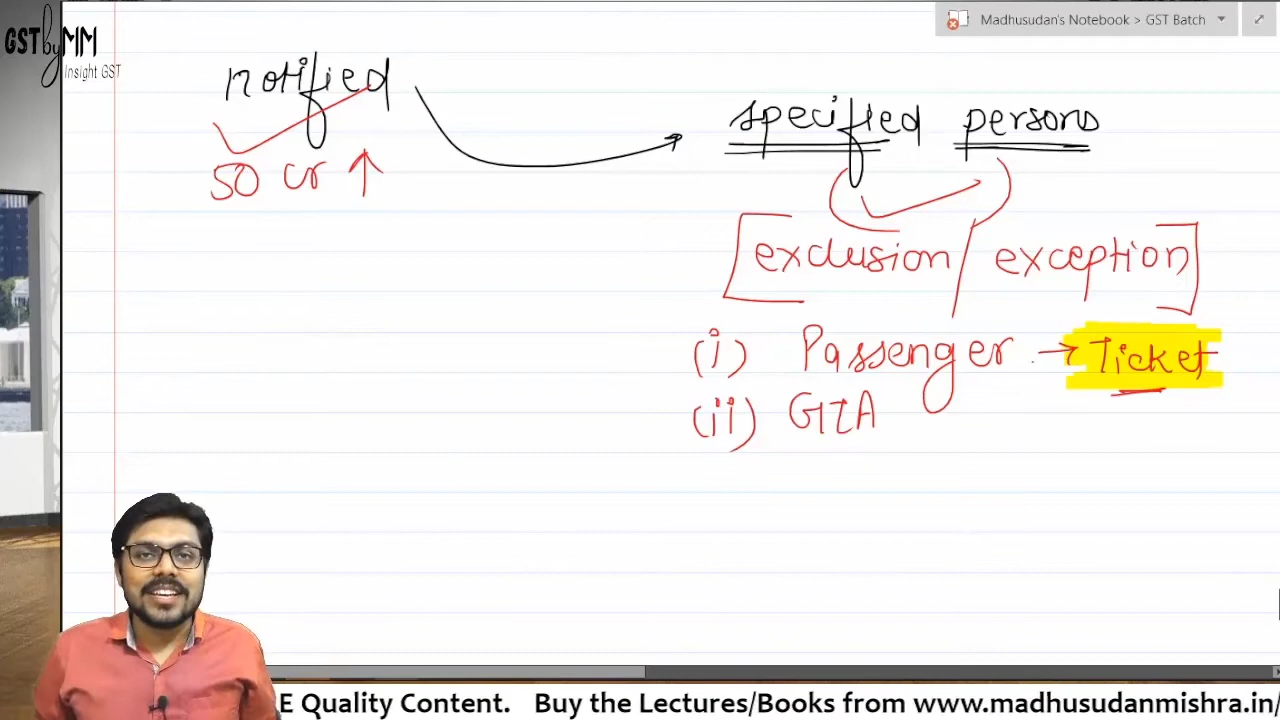 GST by MM
Insight GST
Madhusudan's Notebook > GST Batch
notified
50 cr ↑
specified persons
[exclusion / exception]
(i) Passenger → Ticket
(ii) GTA
E Quality Content. Buy the Lectures/Books from www.madhusudanmishra.in/